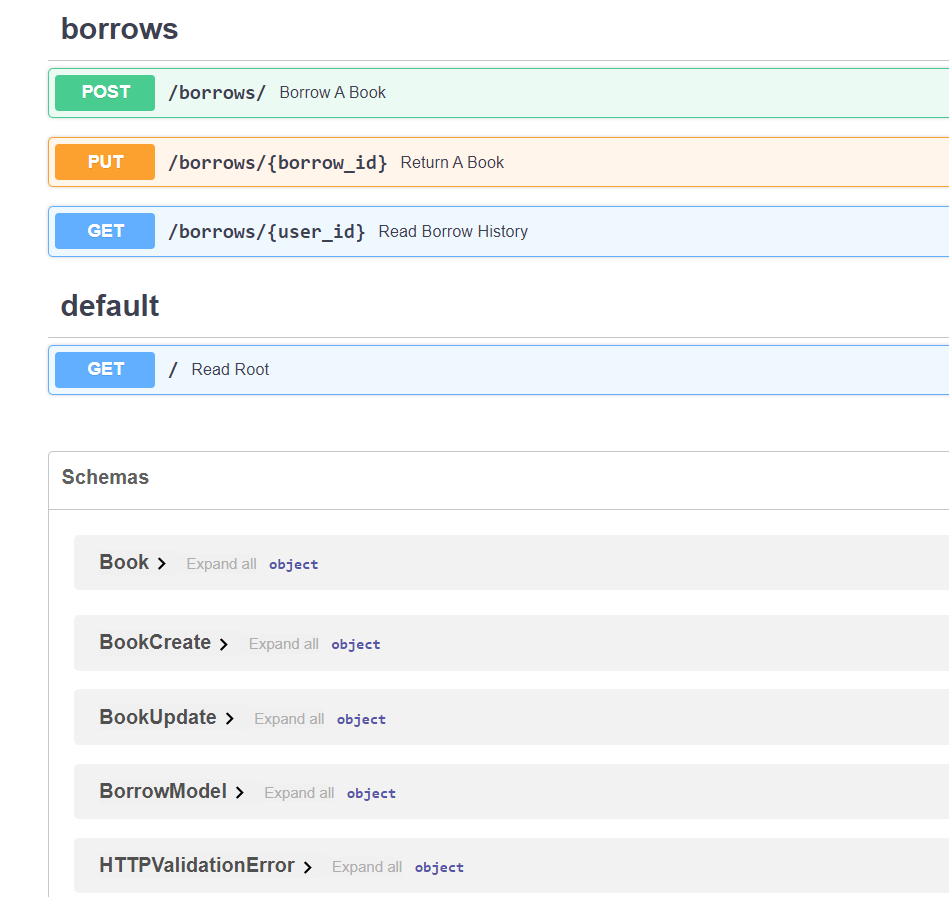 borrows
POST /borrows/ Borrow A Book
PUT /borrows/{borrow_id} Return A Book
GET /borrows/{user_id} Read Borrow History
default
GET / Read Root
Schemas
Book Expand all object
BookCreate Expand all object
BookUpdate Expand all object
BorrowModel Expand all object
HTTPValidationError Expand all object